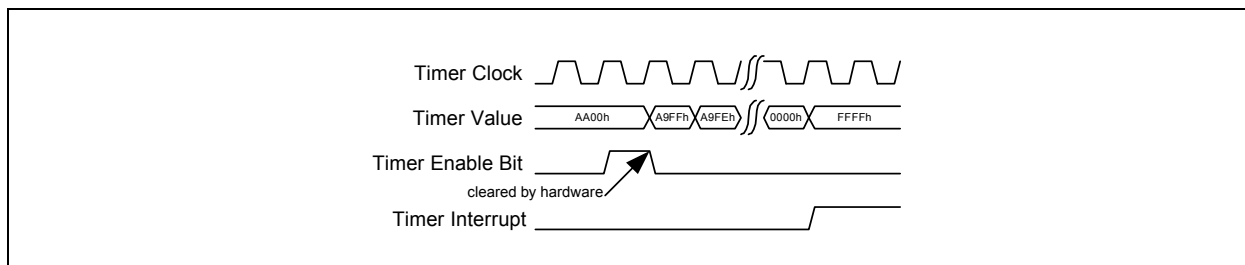 Timer Clock
Timer Value
AA00h A9FFh A9FEh 0000h FFFFh
Timer Enable Bit
cleared by hardware
Timer Interrupt